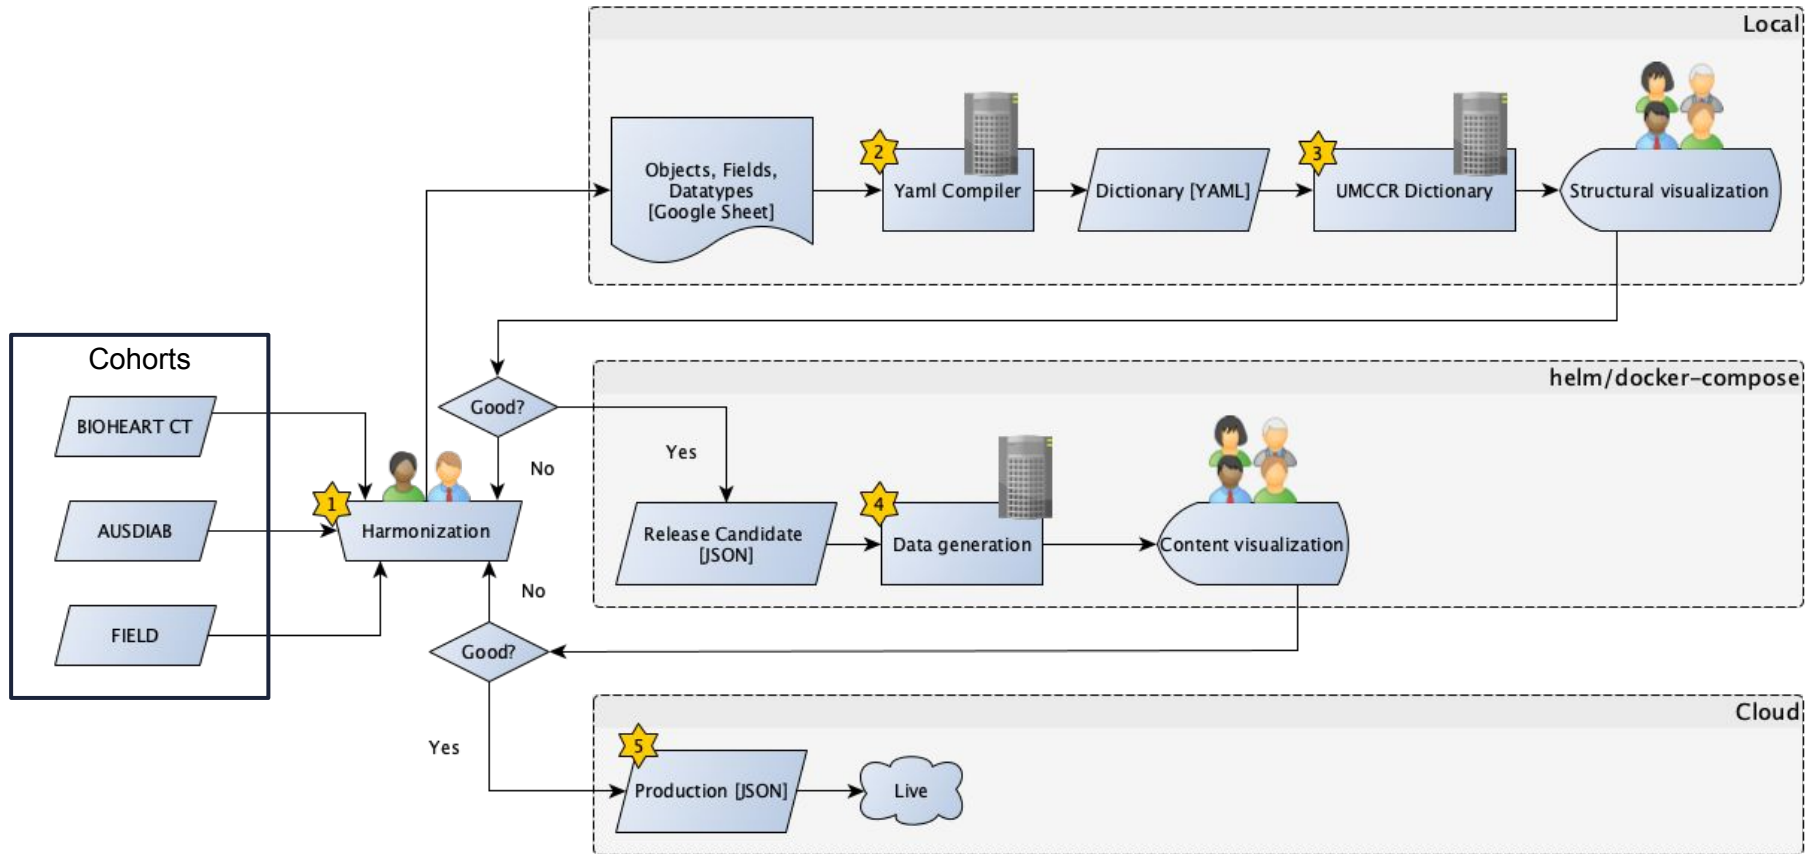 Local
Objects, Fields,
Datatypes
[Google Sheet]
2
Yaml Compiler
Dictionary [YAML]
3
UMCCR Dictionary
Structural visualization
Cohorts
BIOHEART CT
AUSDIAB
FIELD
1
Harmonization
Good?
No
Yes
helm/docker-compose
Release Candidate
[JSON]
4
Data generation
Content visualization
No
Good?
Yes
Cloud
5
Production [JSON]
Live